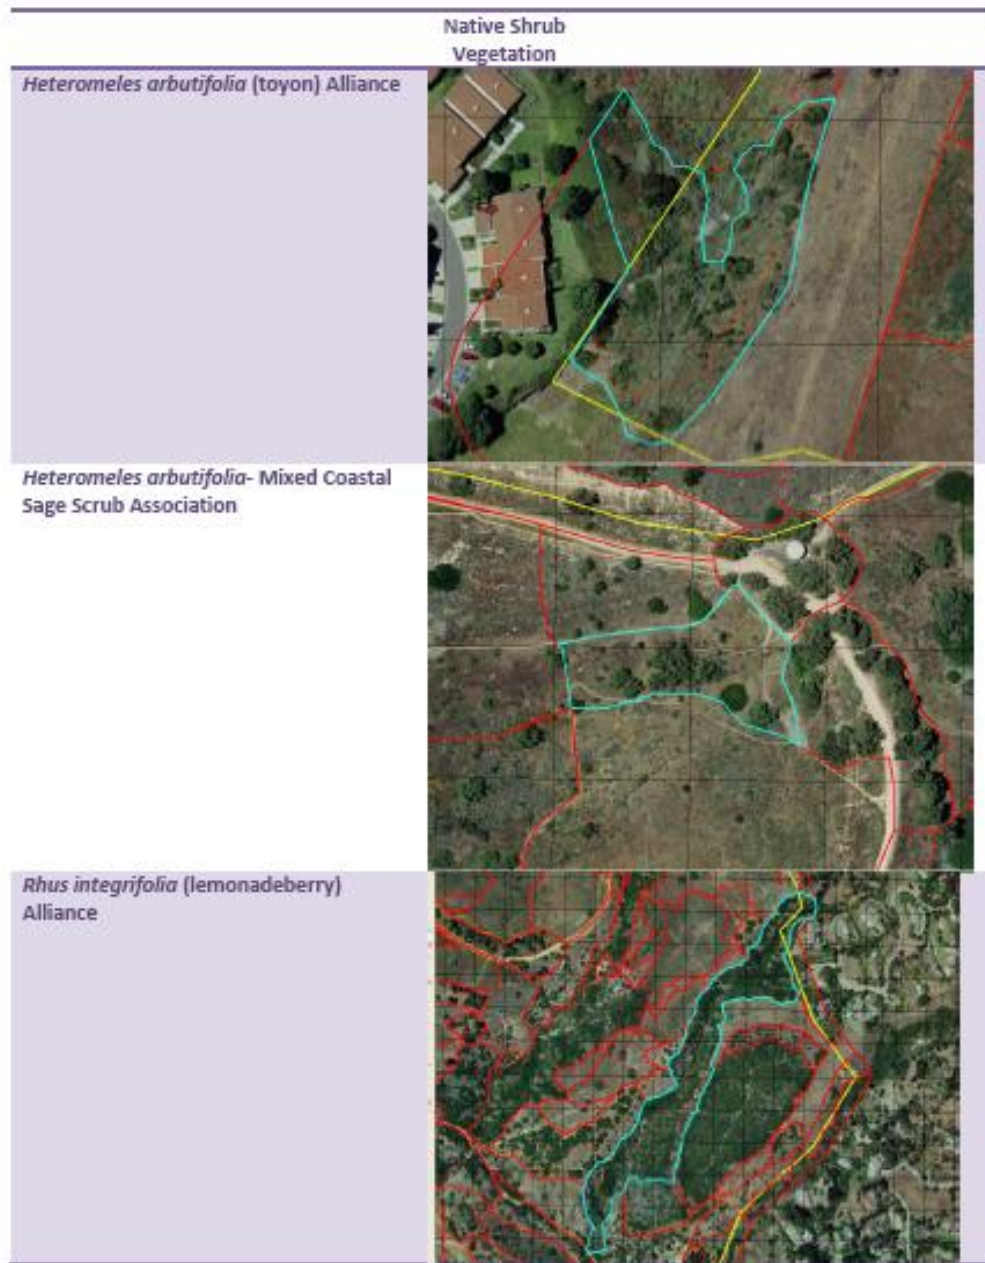 Native Shrub
Vegetation
Heteromeles arbutifolia (toyon) Alliance
Heteromeles arbutifolia- Mixed Coastal
Sage Scrub Association
Rhus integrifolia (lemonadeberry)
Alliance